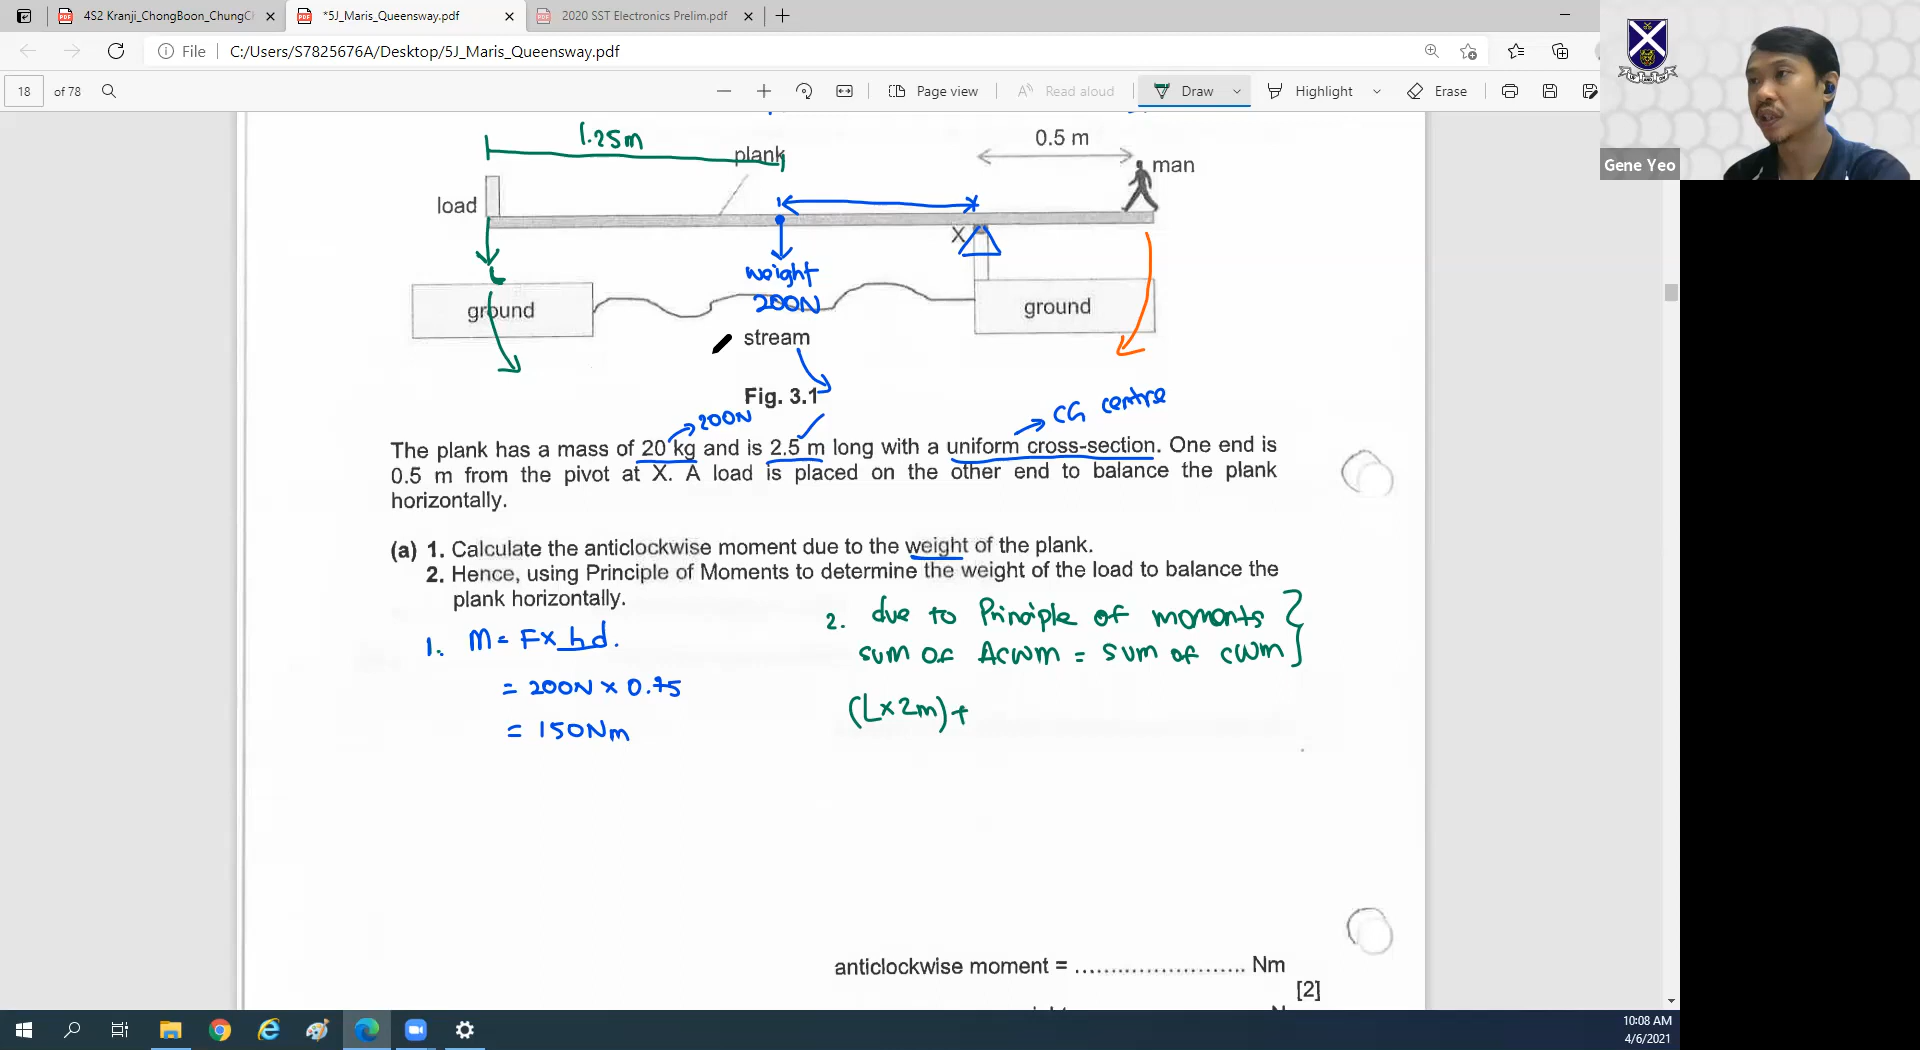 4S2 Kranji_ChongBoon_ChungC
*5J_Maris_Queensway.pdf
2020 SST Electronics Prelim.pdf
File
C:/Users/S7825676A/Desktop/5J_Maris_Queensway.pdf
18 of 78
Page view
Read aloud
Draw
Highlight
Erase
Gene Yeo
1.25m
plank
0.5 m
man
load
X
weight
200N
ground
ground
stream
Fig. 3.1
200N
CG centre
The plank has a mass of 20 kg and is 2.5 m long with a uniform cross-section. One end is
0.5 m from the pivot at X. A load is placed on the other end to balance the plank
horizontally.
(a) 1. Calculate the anticlockwise moment due to the weight of the plank.
2. Hence, using Principle of Moments to determine the weight of the load to balance the
plank horizontally.
1. M = F × h d.
= 200N × 0.75
= 150Nm
2. due to Principle of moments
sum of ACWM = sum of CWM
(L×2m)+
anticlockwise moment = ........................ Nm
[2]
10:08 AM
4/6/2021